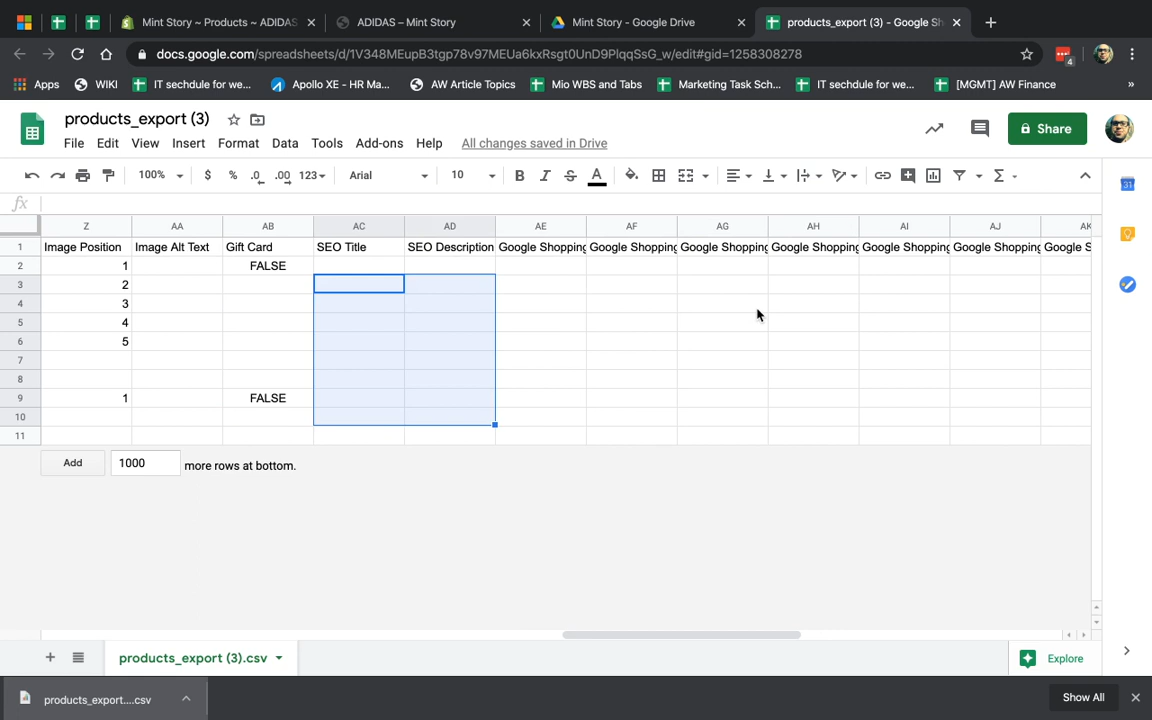 Mint Story ~ Products ~ ADIDAS
ADIDAS – Mint Story
Mint Story - Google Drive
products_export (3) - Google Sh
docs.google.com/spreadsheets/d/1V348MEupB3tgp78v97MEUa6kxRsgt0UnD9PlqqSsG_w/edit#gid=1258308278
4
Apps
WIKI
IT sechdule for we...
Apollo XE - HR Ma...
AW Article Topics
Mio WBS and Tabs
Marketing Task Sch...
IT sechdule for we...
[MGMT] AW Finance
»
products_export (3)
Share
File Edit View Insert Format Data Tools Add-ons Help All changes saved in Drive
100% $ % .0 .00 123 Arial 10 B I S A Σ
31
fx
Z AA AB AC AD AE AF AG AH AI AJ AK
1 Image Position Image Alt Text Gift Card SEO Title SEO Description Google Shopping Google Shopping Google Shopping Google Shopping Google Shopping Google Shopping Google S
2 1 FALSE
3 2
4 3
5 4
6 5
7
8
9 1 FALSE
10
11
Add 1000 more rows at bottom.
products_export (3).csv
Explore
products_export....csv
Show All